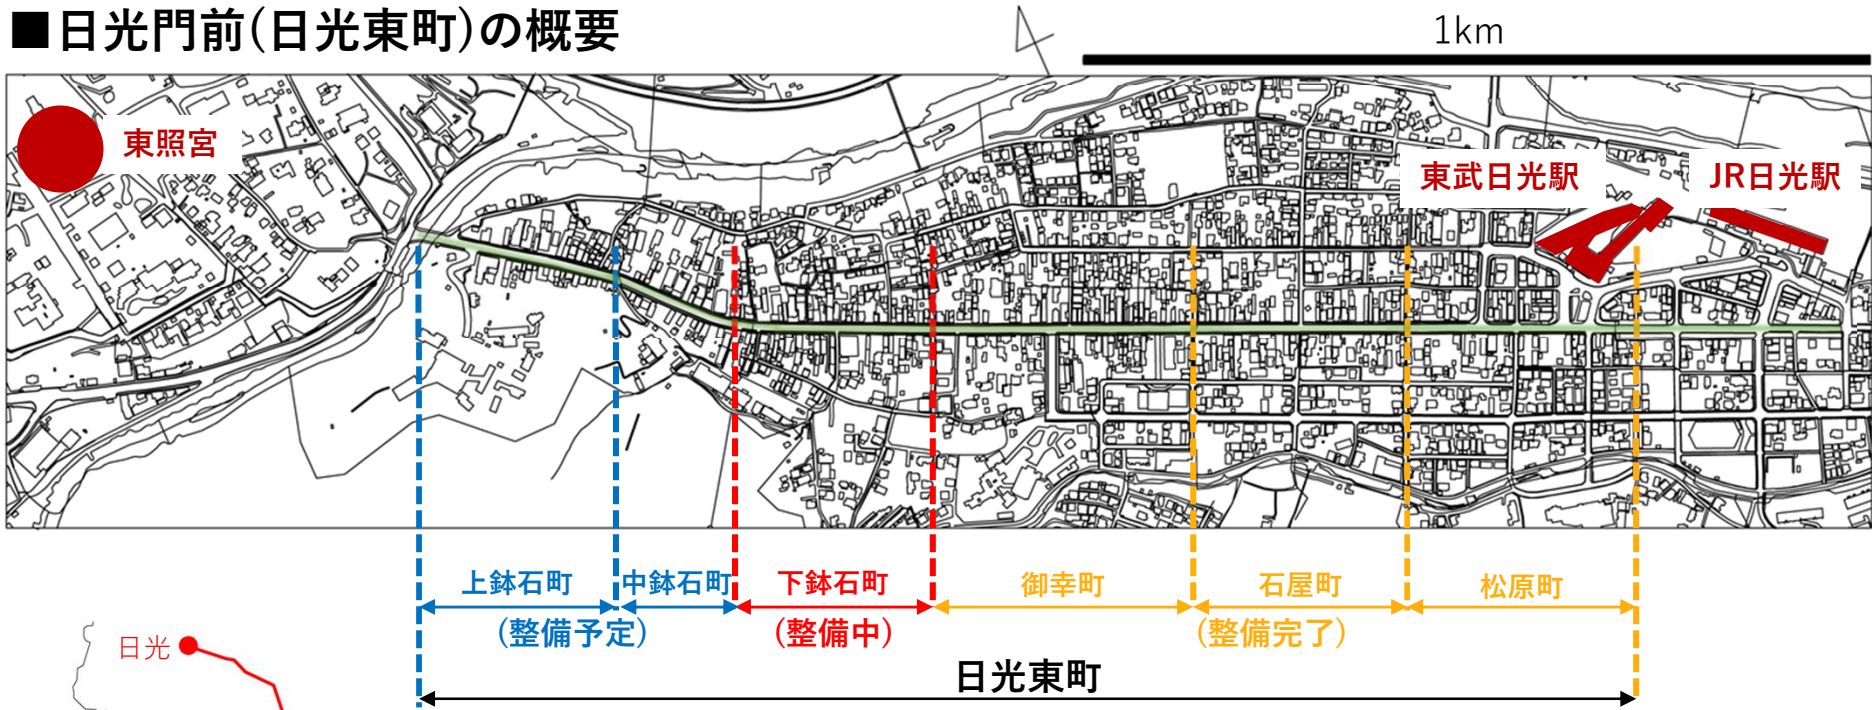 ■日光門前(日光東町)の概要
1km
東照宮
東武日光駅
JR日光駅
上鉢石町
中鉢石町
下鉢石町
御幸町
石屋町
松原町
(整備予定)
(整備中)
(整備完了)
日光
日光東町